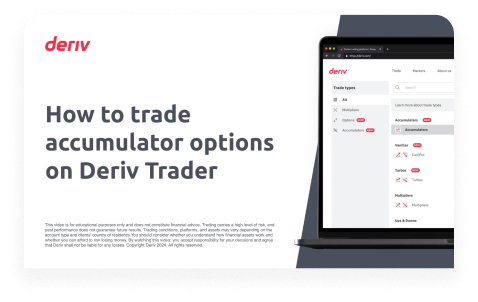 deriv
How to trade
accumulator options
on Deriv Trader
This video is for educational purposes only and does not constitute financial advice. Trading carries a high level of risk, and
past performance does not guarantee future results. Trading conditions, platforms, and assets may vary depending on the
account type and clients' country of residency. You should consider whether you understand how financial assets work and
whether you can afford to risk losing money. By watching this video, you accept responsibility for your decisions and agree
that Deriv shall not be liable for any losses. Copyright Deriv 2024. All rights reserved.
deriv
Trade Markets About us
Trade types
Search
All
Multipliers
Options
Accumulators
Learn more about trade types
Accumulators
Accumulators
Vanillas
Call/Put
Turbos
Turbos
Multipliers
Multipliers
Ups & Downs